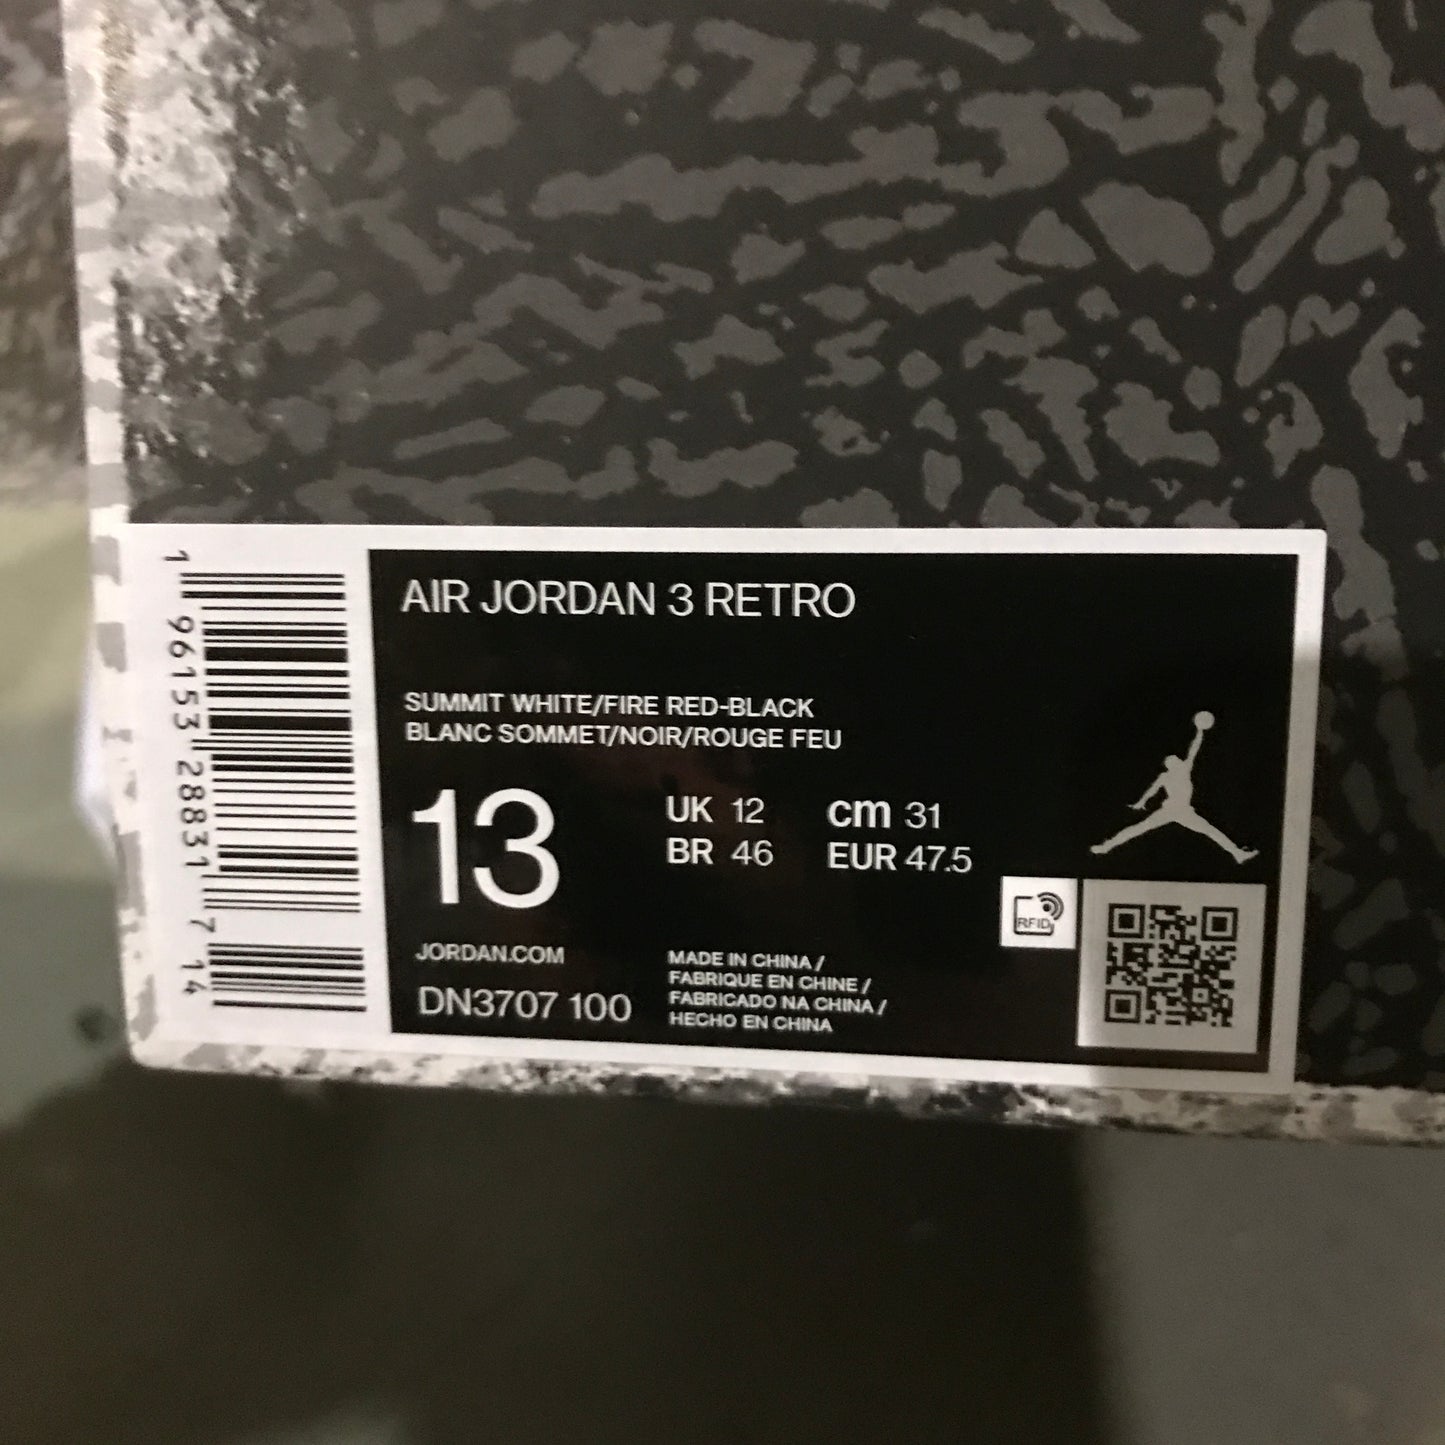 AIR JORDAN 3 RETRO
SUMMIT WHITE/FIRE RED-BLACK
BLANC SOMMET/NOIR/ROUGE FEU
13
UK 12
cm 31
BR 46
EUR 47.5
RFID
JORDAN.COM
DN3707 100
MADE IN CHINA /
FABRIQUE EN CHINE /
FABRICADO NA CHINA /
HECHO EN CHINA
1 96153 28831 7 14